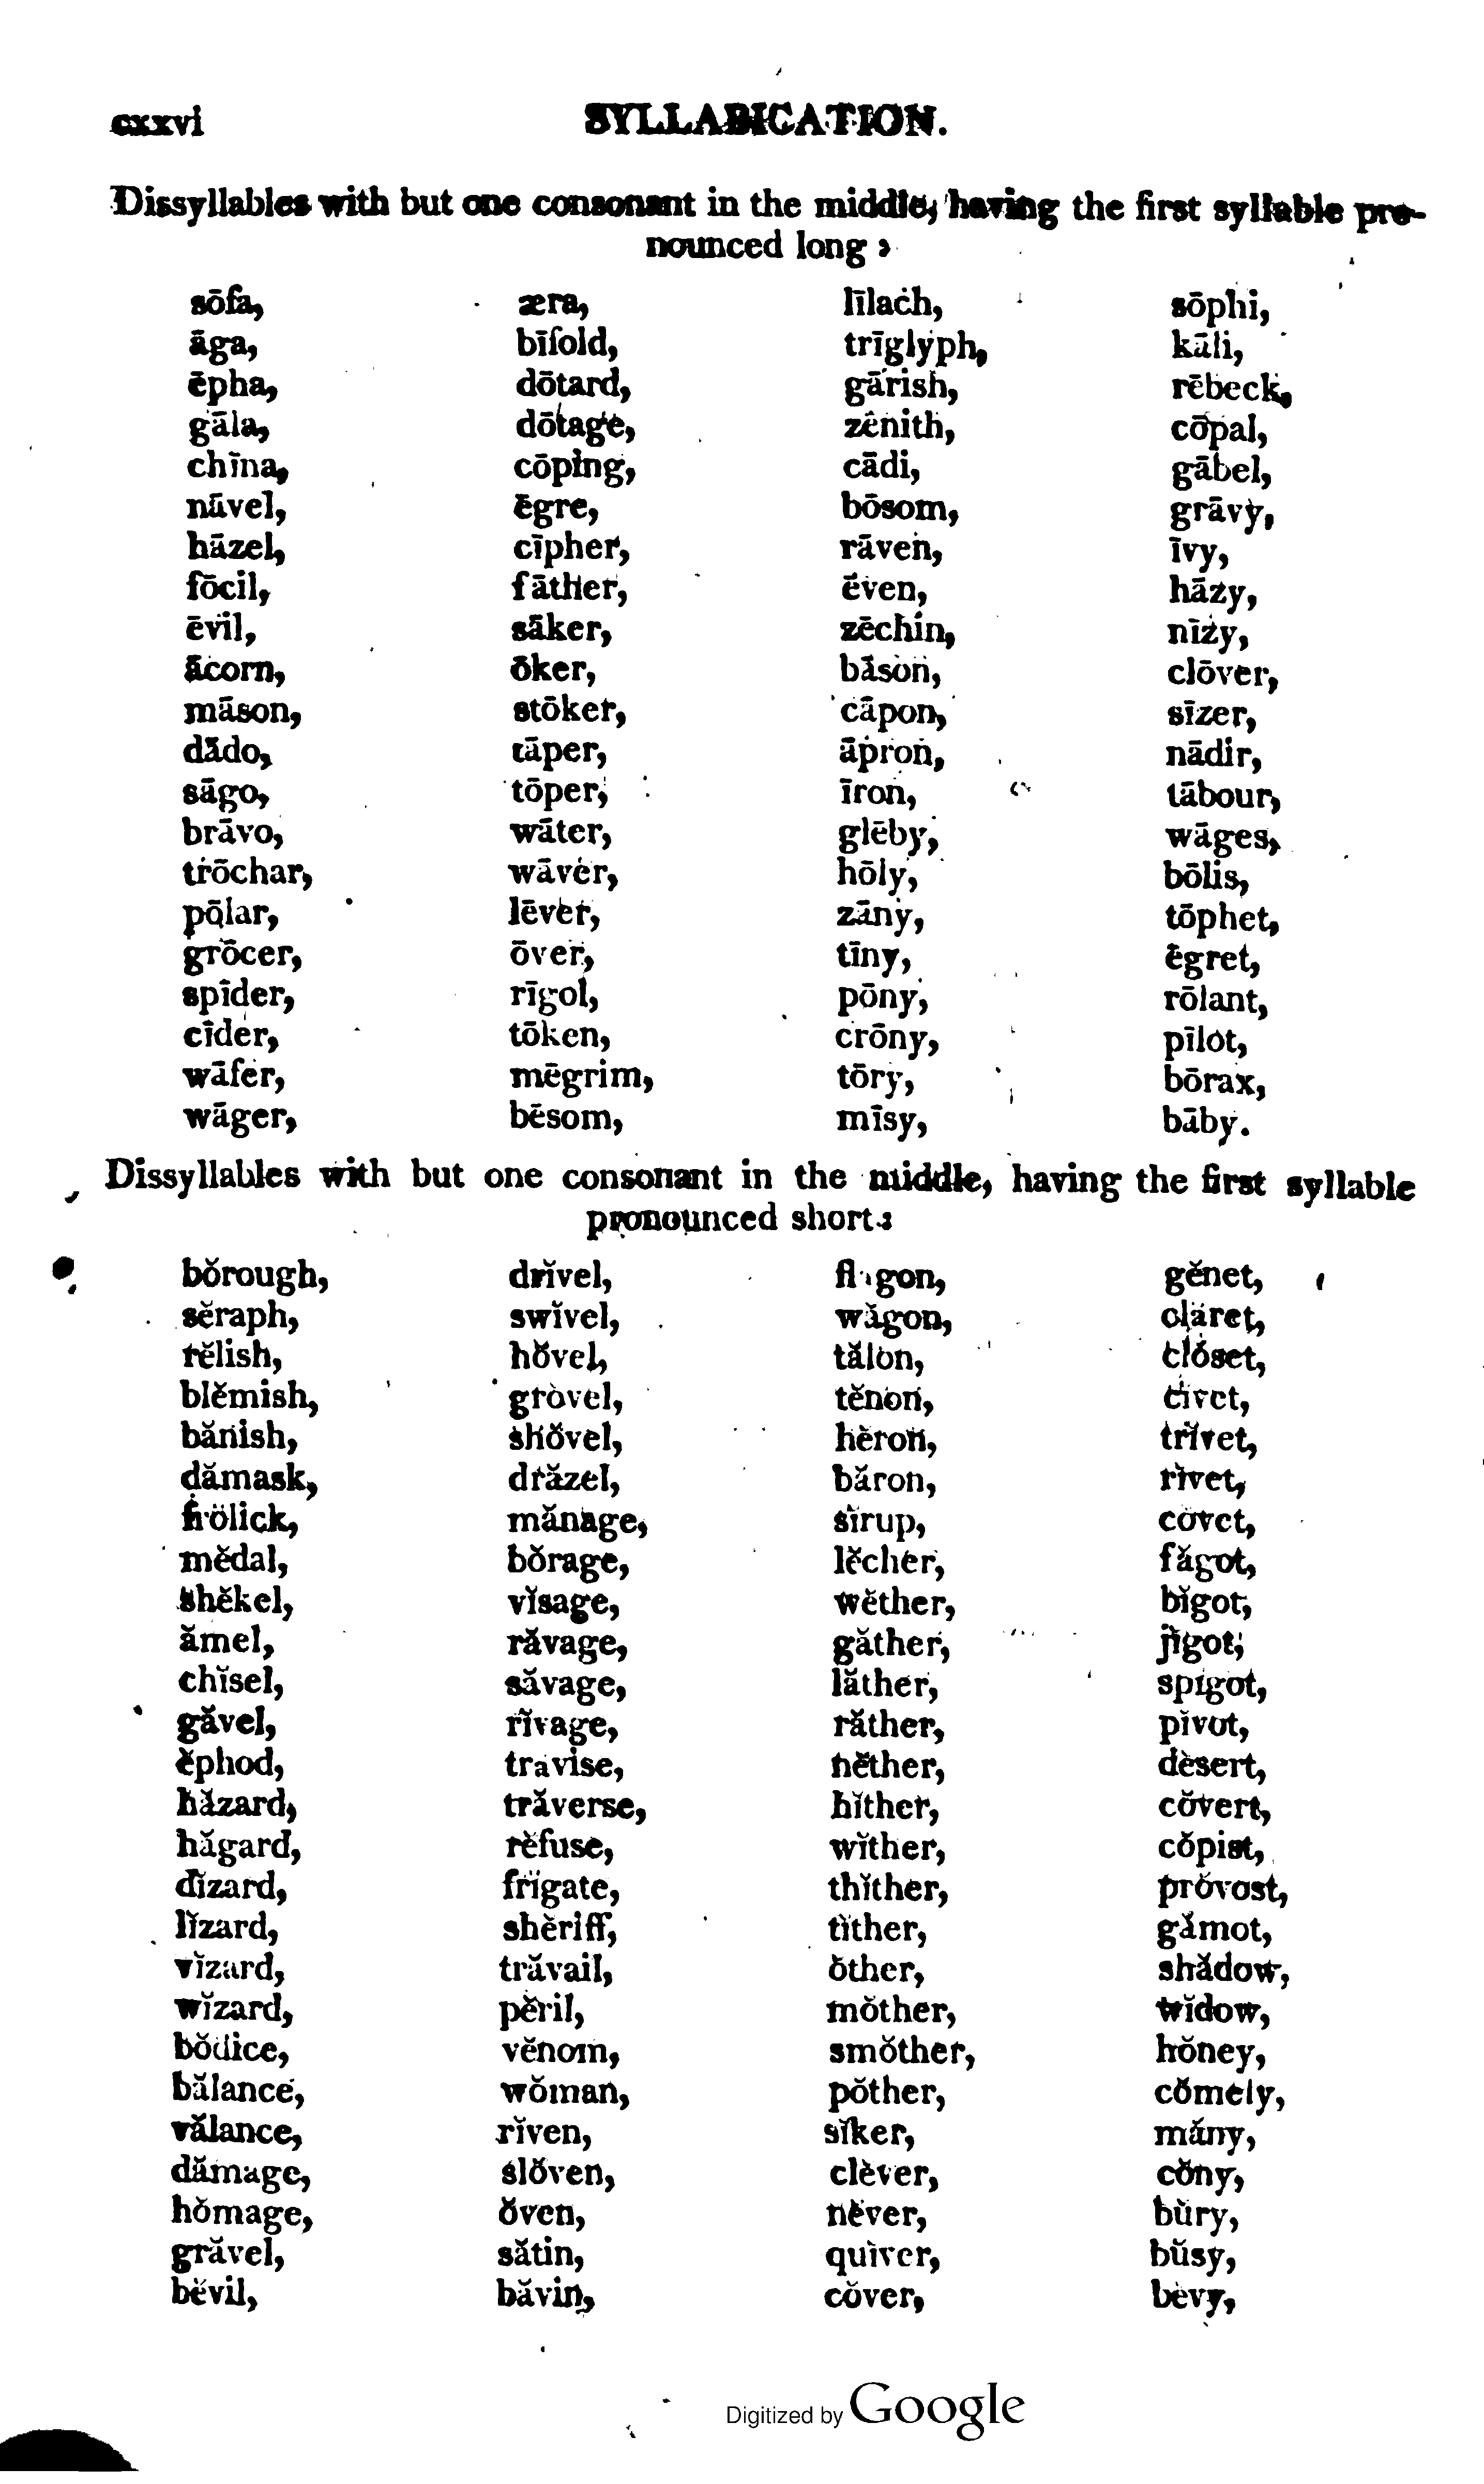 cxxvi SYLLABICATION.
Dissyllables with but one consonant in the middle, having the first syllable pro-
nounced long:
sōfa, æra, līlach, sōphi,
āga, bīfold, trīglyph, kāli,
ēpha, dōtard, gārish, rēbeck,
gāla, dōtage, zēnith, cōpal,
chīna, cōping, cādi, gābel,
nāvel, ēgre, bōsom, grāvy,
hāzel, cīpher, rāven, īvy,
fōcil, fāther, ēven, hāzy,
ēvil, sāker, zēchin, nīzy,
ācorn, ōker, bāson, clōver,
māson, stōker, cāpon, sīzer,
dādo, tāper, āpron, nādir,
sāgo, tōper, īron, tābour,
brāvo, wāter, glēby, wāges,
trōchar, wāver, hōly, bōlis,
pōlar, lēver, zāny, tōphet,
grōcer, ōver, tīny, ēgret,
spīder, rīgol, pōny, rōlant,
cīder, tōken, crōny, pīlot,
wāfer, mēgrim, tōry, bōrax,
wāger, bēsom, mīsy, bāby.
Dissyllables with but one consonant in the middle, having the first syllable
pronounced short:
bŏrough, drĭvel, flagon, gĕnet,
sĕraph, swĭvel, wăgon, clăret,
rĕlish, hŏvel, tălon, clŏset,
blĕmish, grŏvel, tĕnon, cĭvet,
bănish, shŏvel, hĕron, trĭvet,
dămask, drăzel, băron, rĭvet,
frŏlick, mănage, sĭrup, cŏvet,
mĕdal, bŏrage, lĕcher, făgot,
shĕkel, vĭsage, wĕther, bĭgot,
ămel, răvage, găther, jĭgot,
chĭsel, săvage, lăther, spĭgot,
găvel, rĭvage, răther, pĭvot,
ĕphod, travise, nĕther, dĕsert,
hăzard, trăverse, hĭther, cŏvert,
hăgard, rĕfuse, wĭther, cŏpist,
dĭzard, frĭgate, thĭther, prŏvost,
lĭzard, shĕriff, tĭther, gămot,
vĭzard, trăvail, ŏther, shădow,
wĭzard, pĕril, mŏther, wĭdow,
bŏdice, vĕnom, smŏther, hŏney,
bălance, wŏman, pŏther, cŏmely,
vălance, rĭven, sĭker, măny,
dămage, slŏven, clĕver, cŏny,
hŏmage, ŏven, nĕver, bŭry,
grăvel, sătin, quĭver, bŭsy,
bĕvil, băvin, cŏver, bĕvy,
Digitized by Google